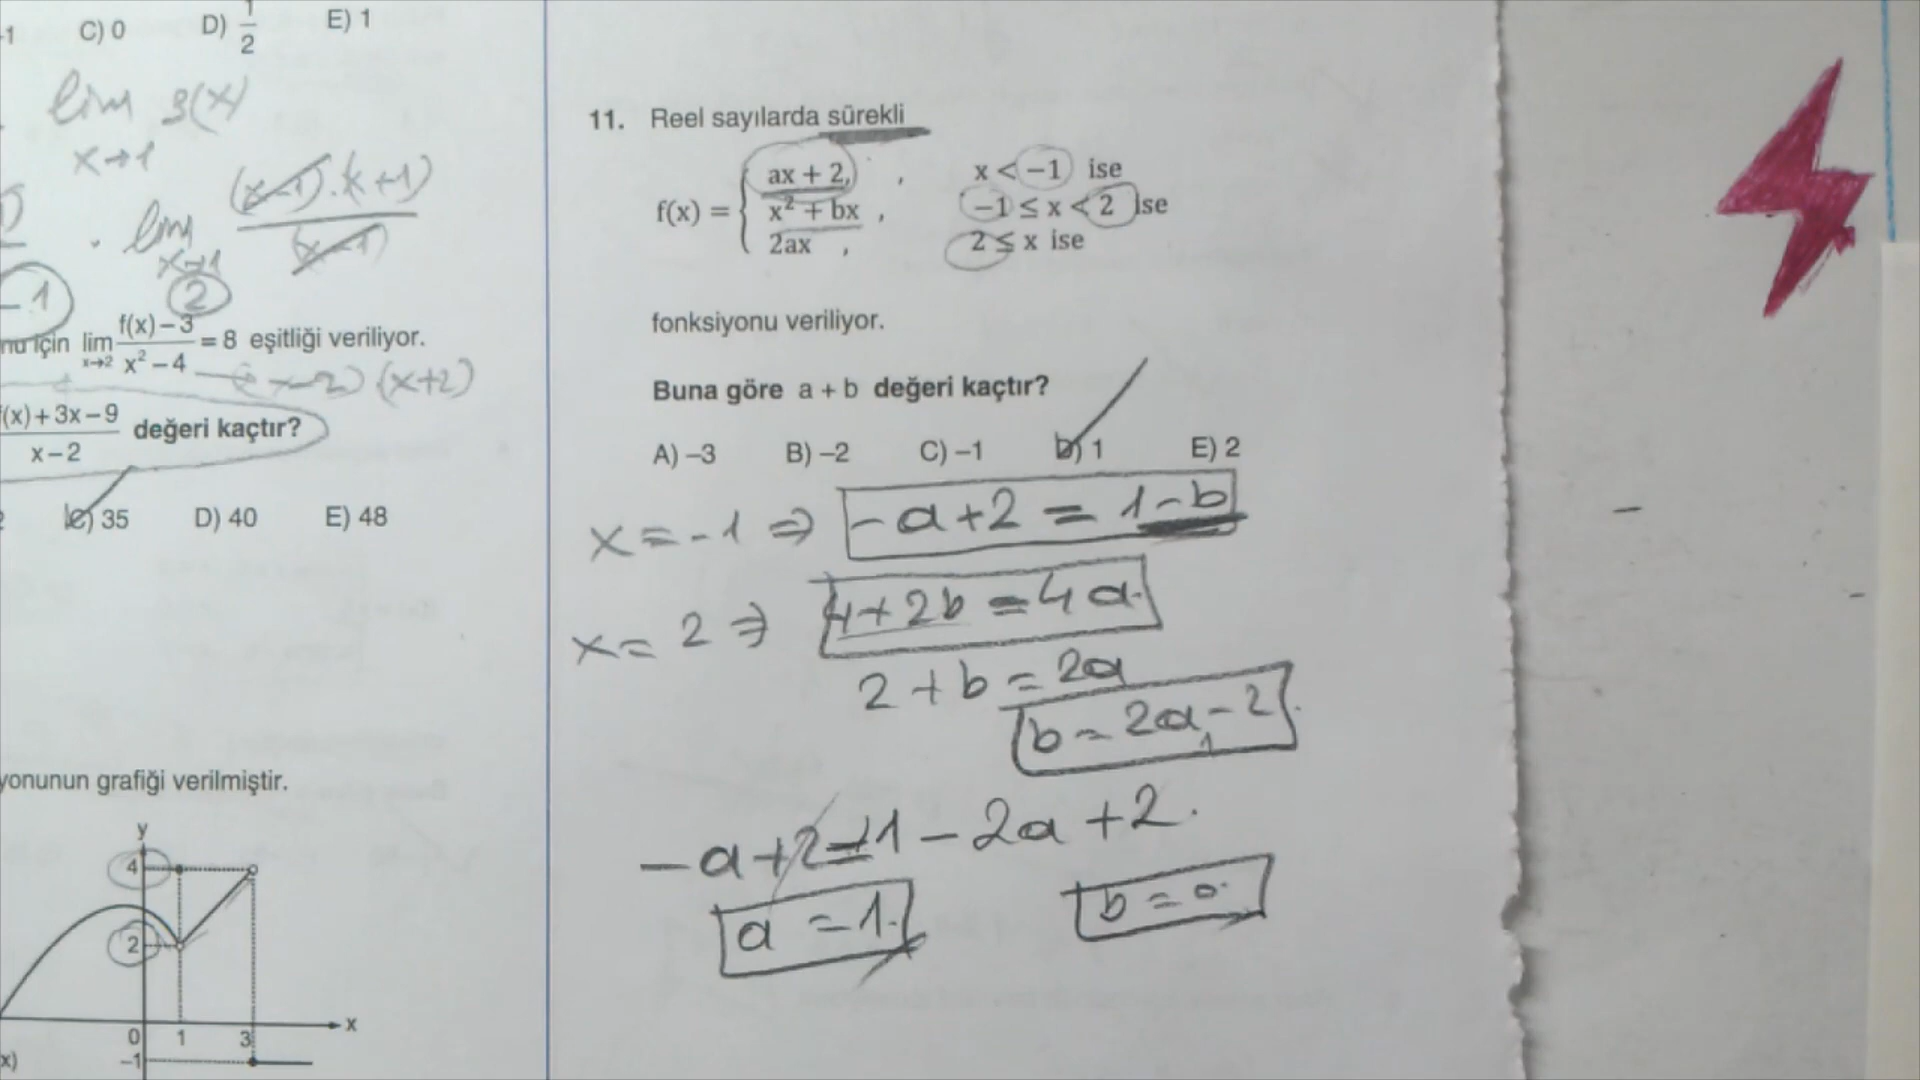 -1 C) 0 D) 1/2 E) 1
lim 3(x)
x→1
lim (x-1).(x+1)
x→1 (x-1)
-1
2
nu için lim f(x)-3 / x²-4 = 8 eşitliği veriliyor.
x→2
(x-2) (x+2)
f(x)+3x-9 / x-2 değeri kaçtır?
C) 35 D) 40 E) 48
yonunun grafiği verilmiştir.
y
4
2
0 1 3 x
-1
x)
11. Reel sayılarda sürekli
ax + 2, , x < -1 ise
f(x) = { x² + bx , -1 ≤ x < 2 ise
2ax , 2 ≤ x ise
fonksiyonu veriliyor.
Buna göre a + b değeri kaçtır?
A) -3 B) -2 C) -1 D) 1 E) 2
x = -1 ⇒ -a+2 = 1-b
x = 2 ⇒ 4+2b = 4a.
2+b = 2a
b = 2a-2
-a+2=1-2a+2.
a = 1. b = 0.